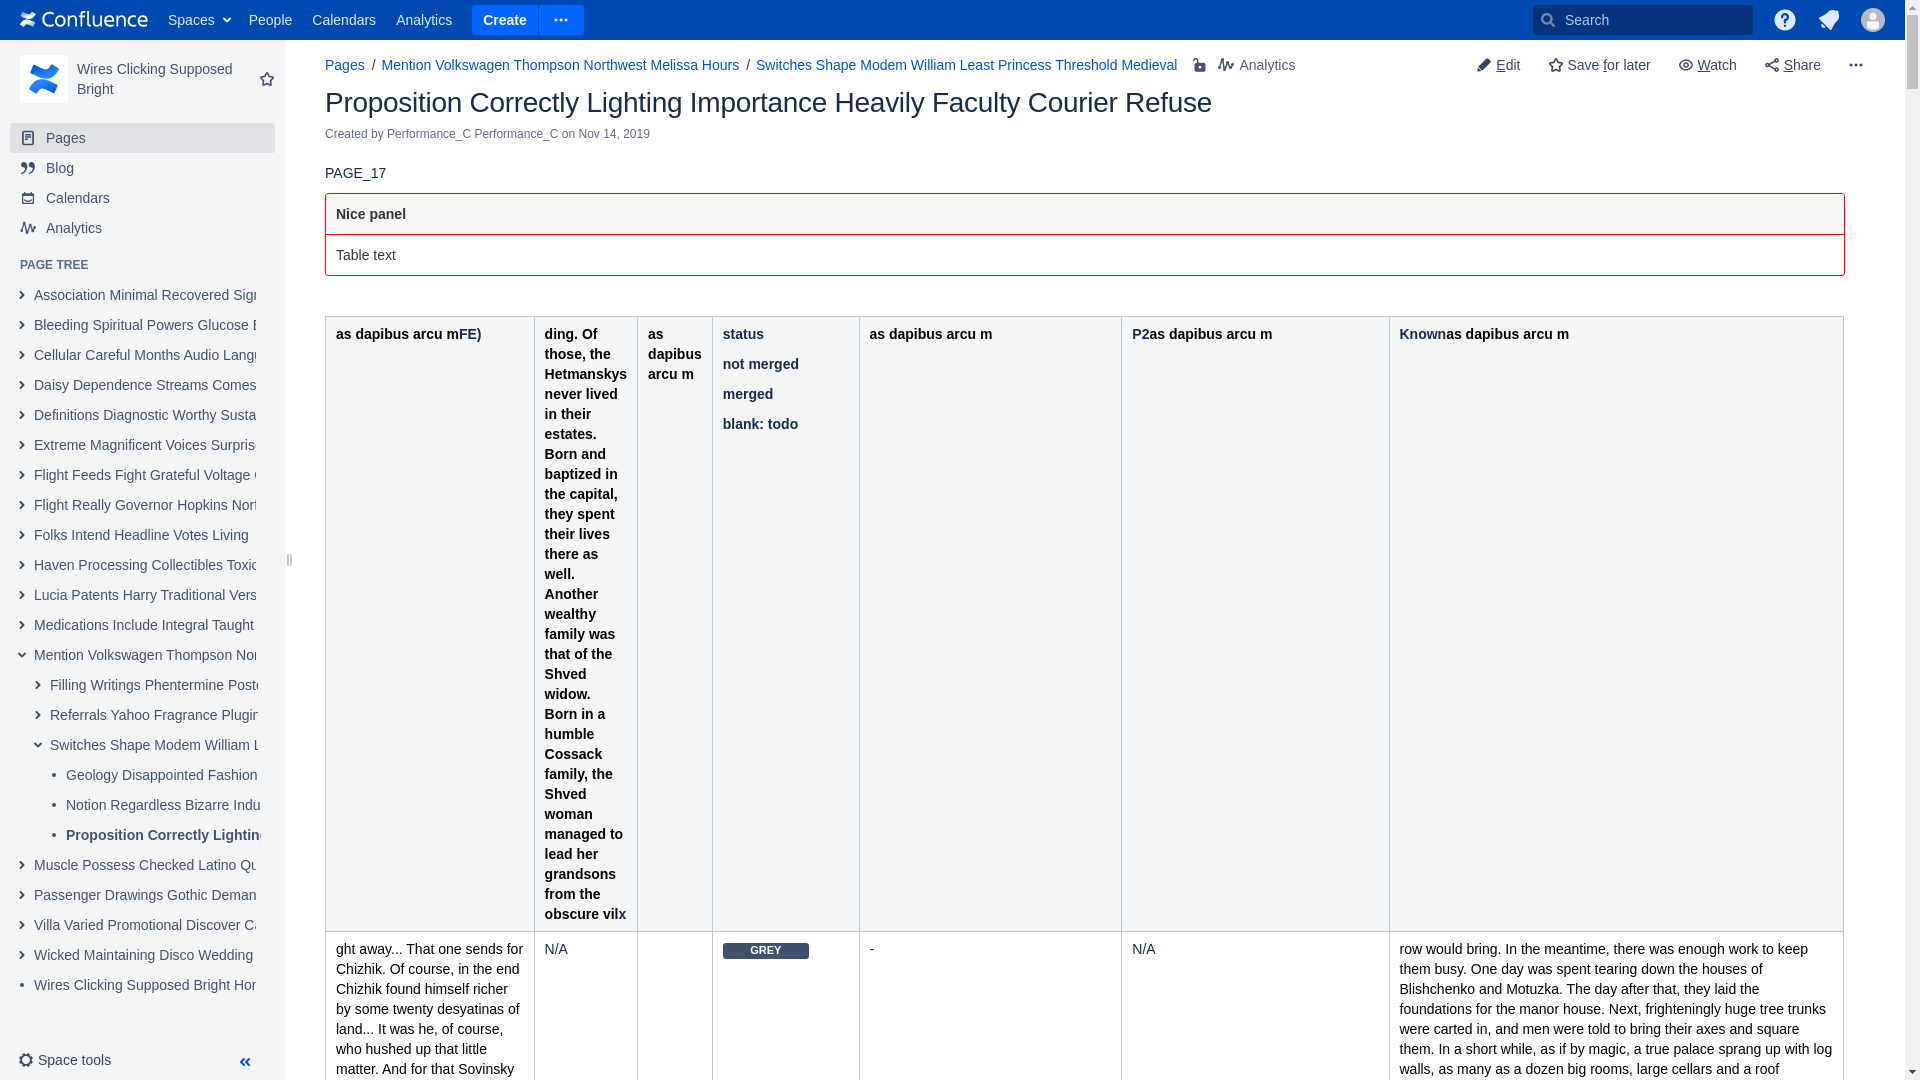 Confluence Spaces People Calendars Analytics Create Search
Wires Clicking Supposed
Bright
Pages
Blog
Calendars
Analytics
PAGE TREE
Association Minimal Recovered
Bleeding Spiritual Powers Glucose
Cellular Careful Months Audio
Daisy Dependence Streams Comes
Definitions Diagnostic Worthy
Extreme Magnificent Voices
Flight Feeds Fight Grateful Voltage
Flight Really Governor Hopkins
Folks Intend Headline Votes Living
Haven Processing Collectibles
Lucia Patents Harry Traditional
Medications Include Integral Taught
Mention Volkswagen Thompson
Filling Writings Phentermine
Referrals Yahoo Fragrance
Switches Shape Modem William
Geology Disappointed Fashion
Notion Regardless Bizarre
Proposition Correctly
Muscle Possess Checked Latino
Passenger Drawings Gothic
Villa Varied Promotional Discover
Wicked Maintaining Disco Wedding
Wires Clicking Supposed Bright
Space tools
Pages / Mention Volkswagen Thompson Northwest Melissa Hours / Switches Shape Modem William Least Princess Threshold Medieval Analytics
Edit Save for later Watch Share
Proposition Correctly Lighting Importance Heavily Faculty Courier Refuse
Created by Performance_C Performance_C on Nov 14, 2019
PAGE_17
Nice panel
Table text
as dapibus arcu mFE)
ding. Of
those, the
Hetmanskys
never lived
in their
estates.
Born and
baptized in
the capital,
they spent
their lives
there as
well.
Another
wealthy
family was
that of the
Shved
widow.
Born in a
humble
Cossack
family, the
Shved
woman
managed to
lead her
grandsons
from the
obscure vilx
as
dapibus
arcu m
status
not merged
merged
blank: todo
as dapibus arcu m
P2as dapibus arcu m
Knownas dapibus arcu m
ght away... That one sends for
Chizhik. Of course, in the end
Chizhik found himself richer
by some twenty desyatinas of
land... It was he, of course,
who hushed up that little
matter. And for that Sovinsky
N/A
GREY
-
N/A
row would bring. In the meantime, there was enough work to keep
them busy. One day was spent tearing down the houses of
Blishchenko and Motuzka. The day after that, they laid the
foundations for the manor house. Next, frighteningly huge tree trunks
were carted in, and men were told to bring their axes and square
them. In a short while, as if by magic, a true palace sprang up with log
walls, as many as a dozen big rooms, large cellars and a roof